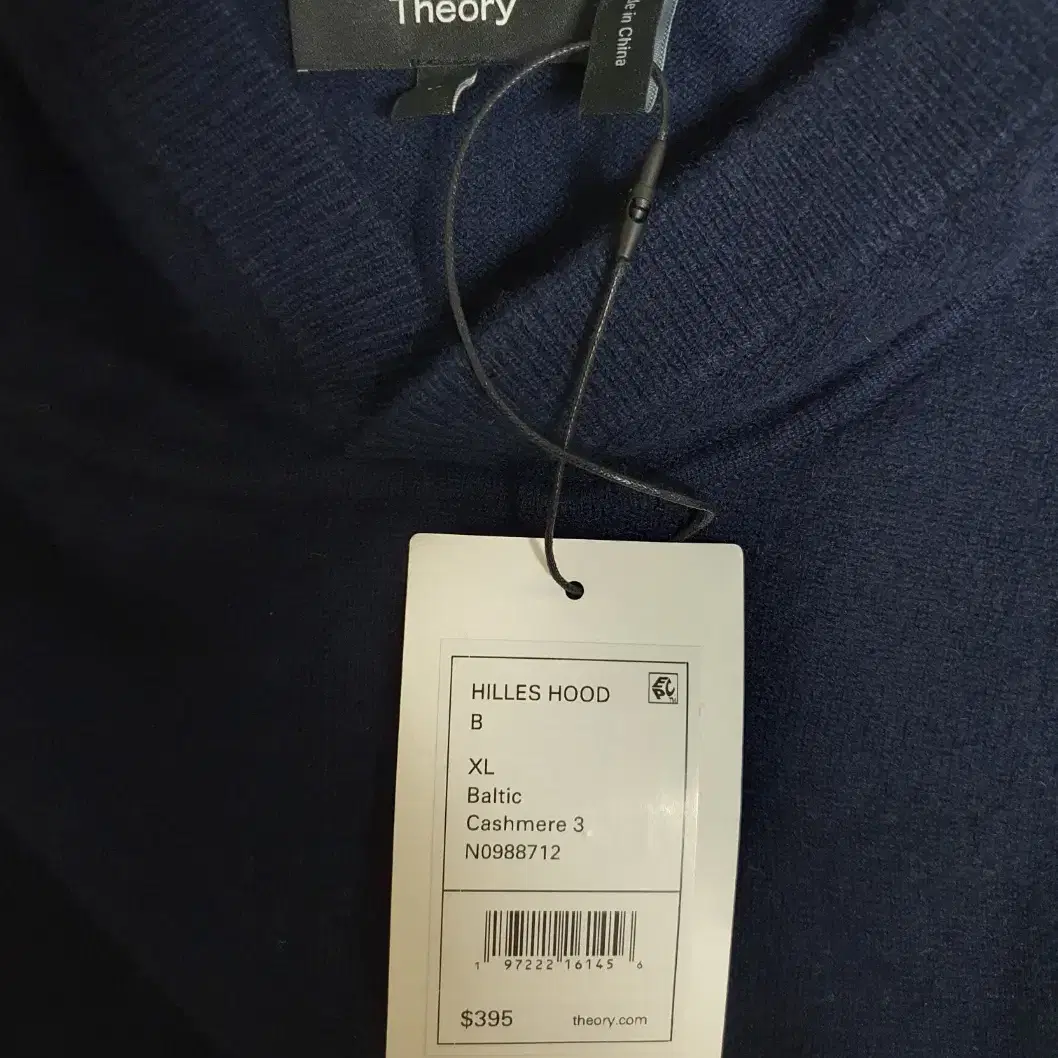 Theory
de in China
HILLES HOOD
B
XL
Baltic
Cashmere 3
N0988712
1 97222 16145 6
$395
theory.com